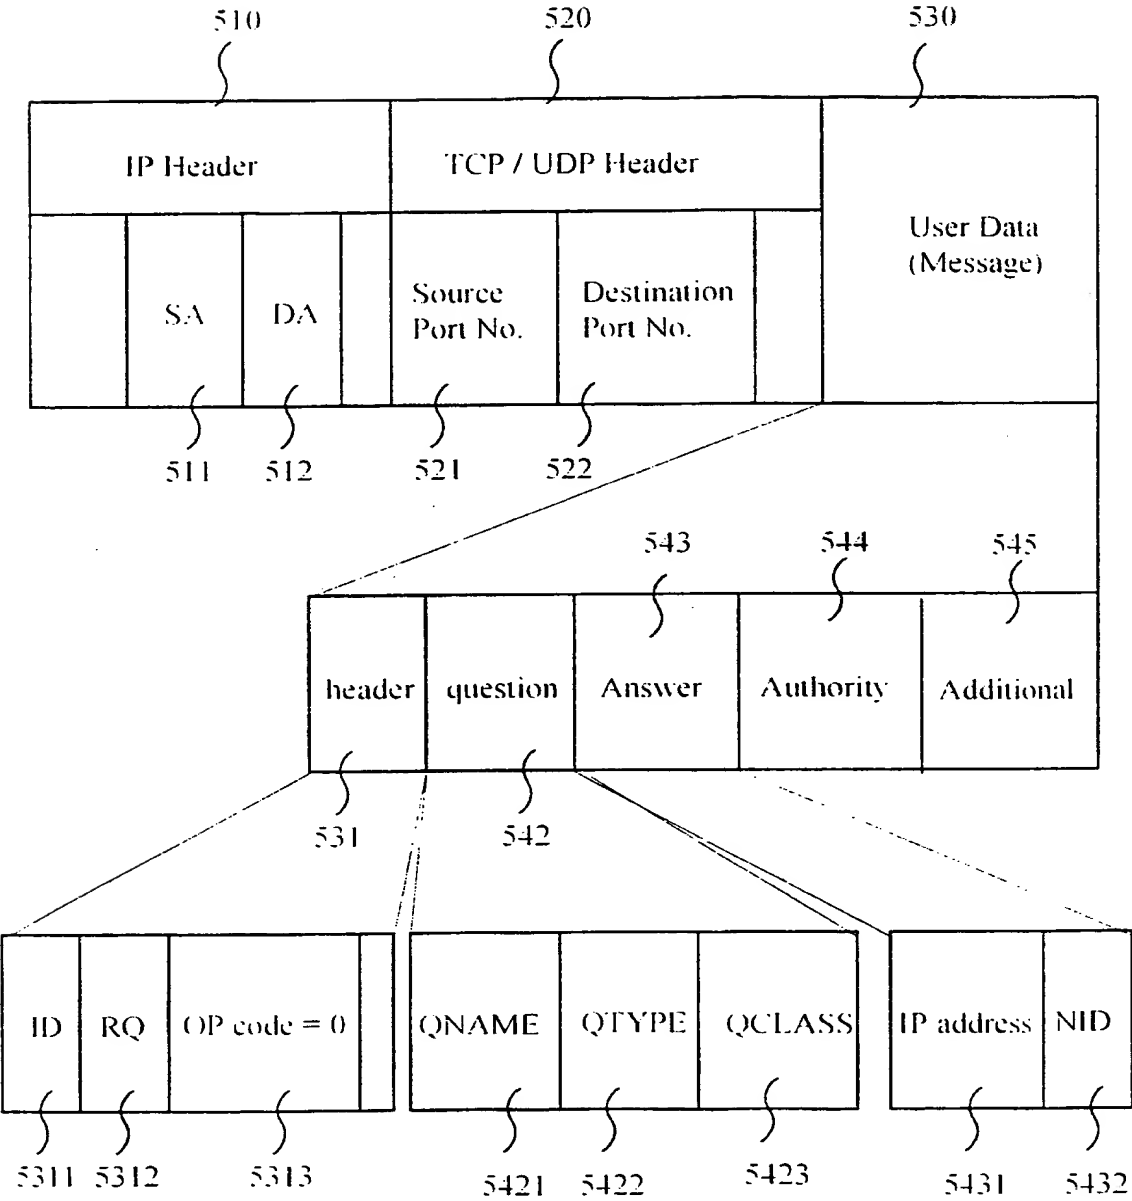 510
520
530
IP Header
TCP / UDP Header
User Data
(Message)
SA
DA
Source
Port No.
Destination
Port No.
511
512
521
522
543
544
545
header
question
Answer
Authority
Additional
531
542
ID
RQ
OP code = 0
QNAME
QTYPE
QCLASS
IP address
NID
5311
5312
5313
5421
5422
5423
5431
5432